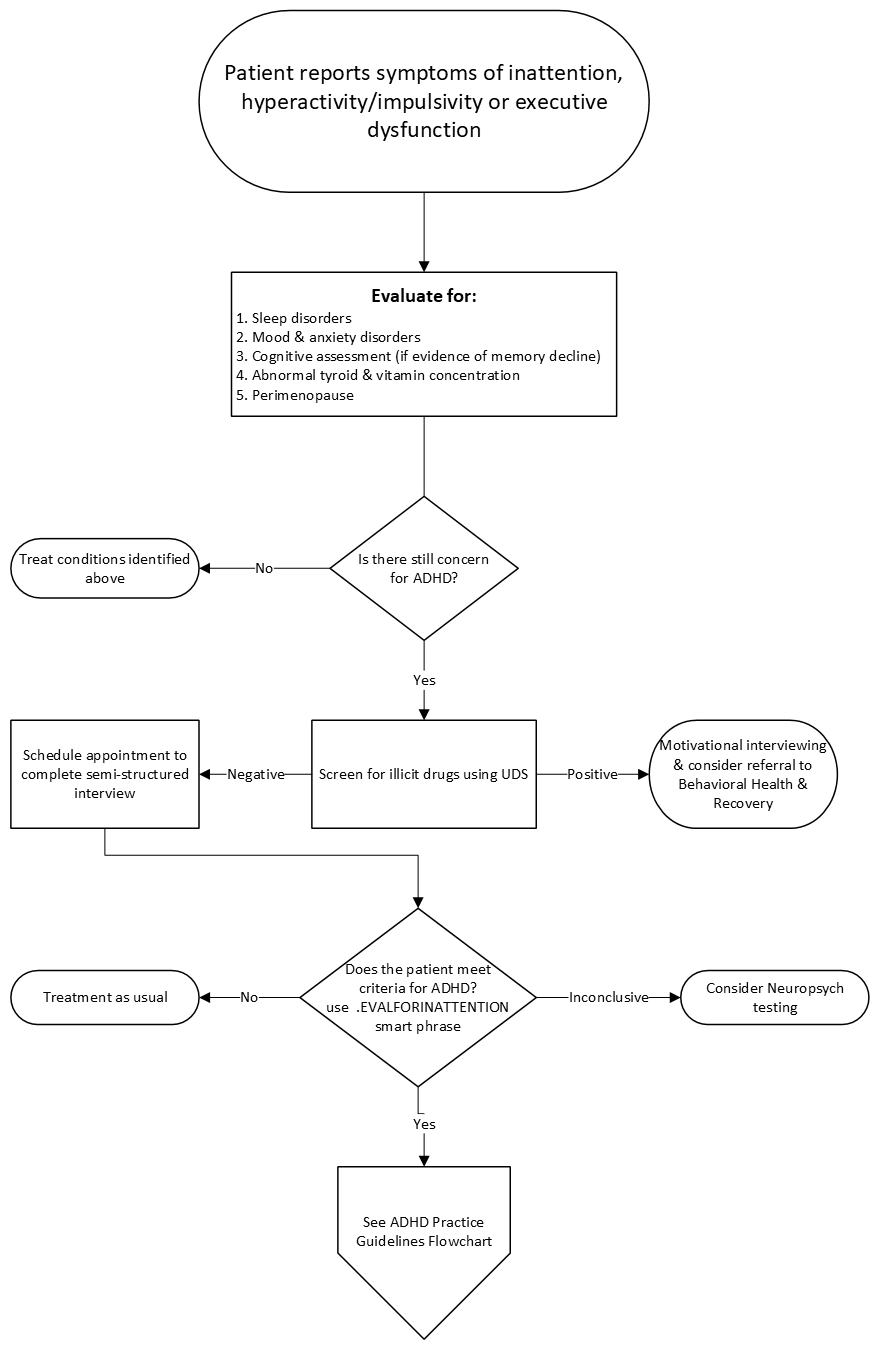 Patient reports symptoms of inattention,
hyperactivity/impulsivity or executive
dysfunction
Evaluate for:
1. Sleep disorders
2. Mood & anxiety disorders
3. Cognitive assessment (if evidence of memory decline)
4. Abnormal tyroid & vitamin concentration
5. Perimenopause
Is there still concern
for ADHD?
No
Treat conditions identified
above
Yes
Screen for illicit drugs using UDS
Negative
Schedule appointment to
complete semi-structured
interview
Positive
Motivational interviewing
& consider referral to
Behavioral Health &
Recovery
Does the patient meet
criteria for ADHD?
use .EVALFORINATTENTION
smart phrase
No
Treatment as usual
Inconclusive
Consider Neuropsych
testing
Yes
See ADHD Practice
Guidelines Flowchart